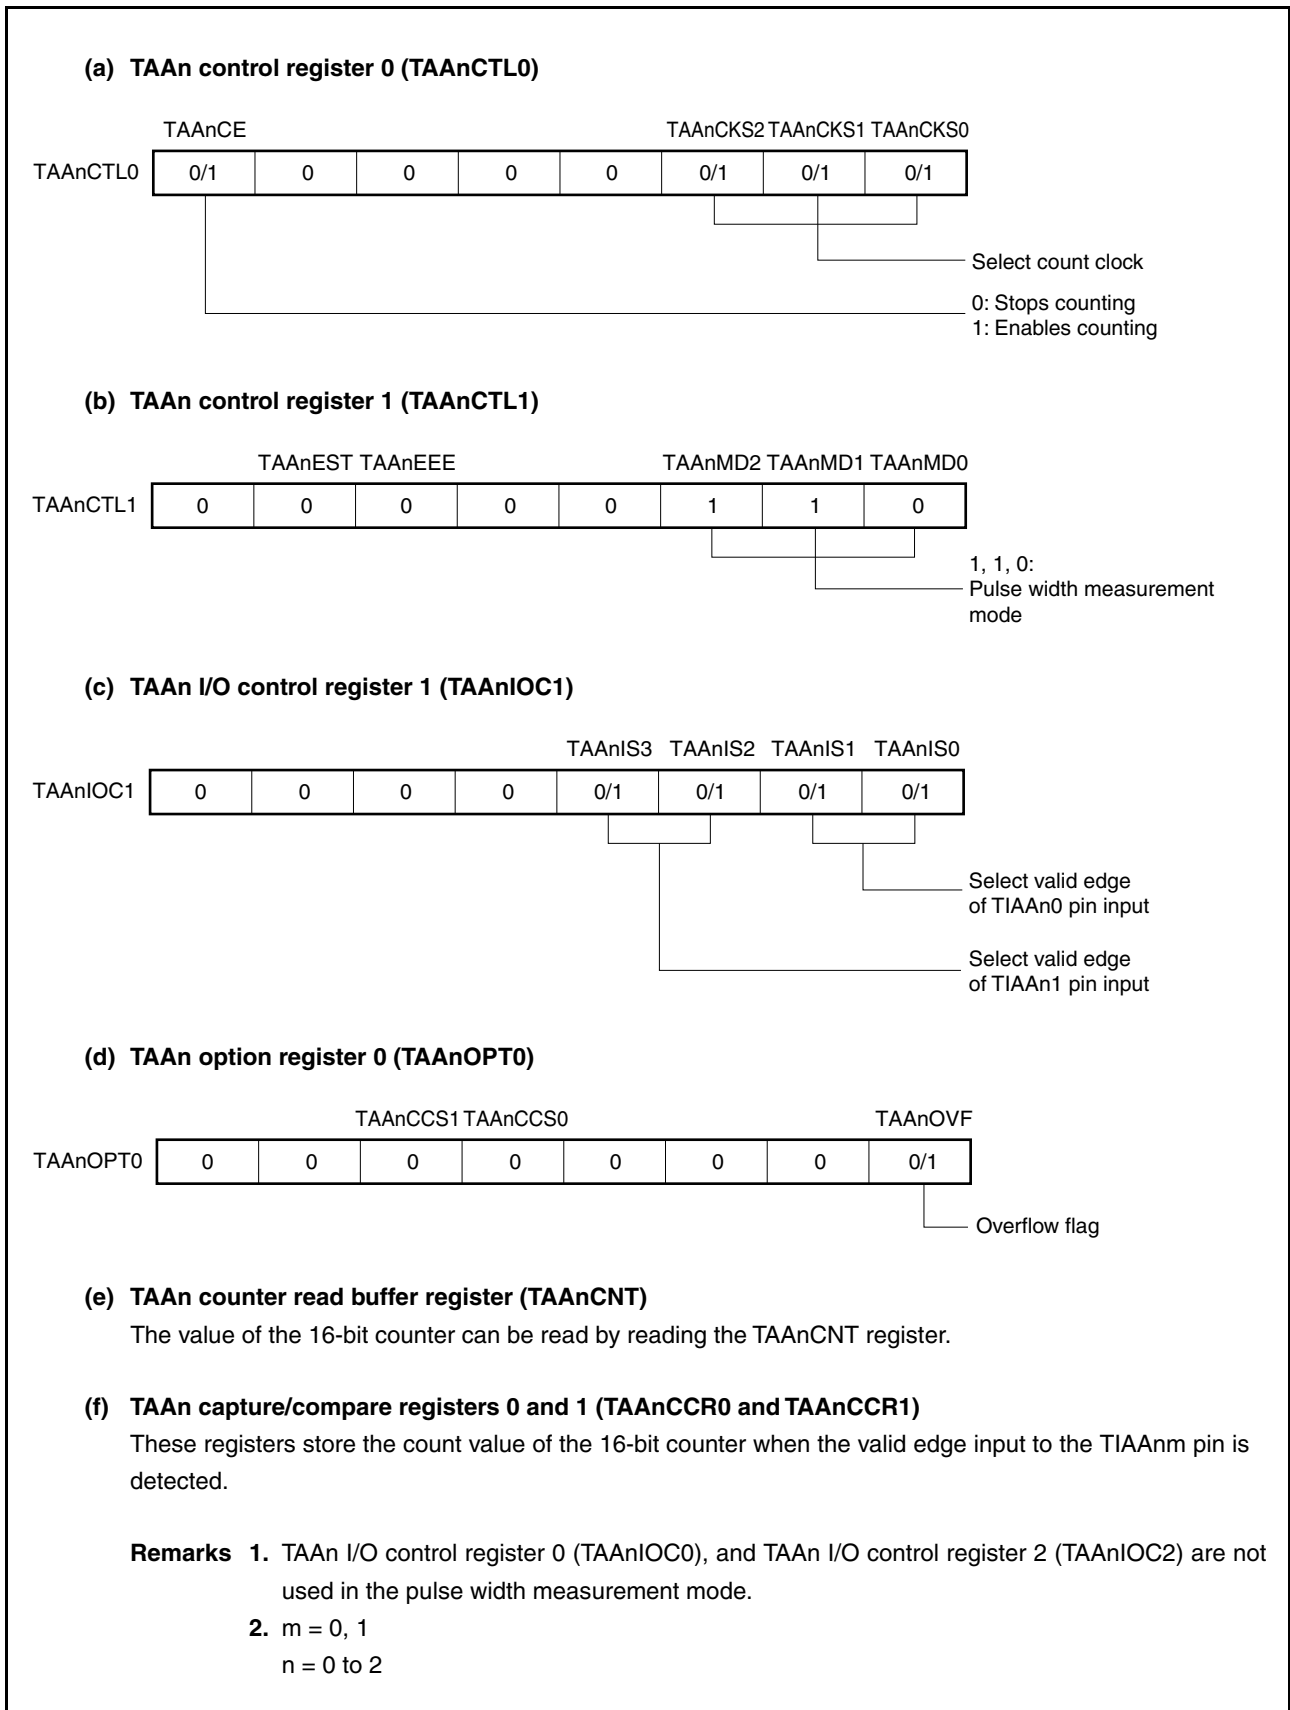 (a) TAAn control register 0 (TAAnCTL0)
TAAnCE TAAnCKS2 TAAnCKS1 TAAnCKS0
TAAnCTL0 0/1 0 0 0 0 0/1 0/1 0/1
Select count clock
0: Stops counting
1: Enables counting
(b) TAAn control register 1 (TAAnCTL1)
TAAnEST TAAnEEE TAAnMD2 TAAnMD1 TAAnMD0
TAAnCTL1 0 0 0 0 0 1 1 0
1, 1, 0:
Pulse width measurement
mode
(c) TAAn I/O control register 1 (TAAnIOC1)
TAAnIS3 TAAnIS2 TAAnIS1 TAAnIS0
TAAnIOC1 0 0 0 0 0/1 0/1 0/1 0/1
Select valid edge
of TIAAn0 pin input
Select valid edge
of TIAAn1 pin input
(d) TAAn option register 0 (TAAnOPT0)
TAAnCCS1 TAAnCCS0 TAAnOVF
TAAnOPT0 0 0 0 0 0 0 0 0/1
Overflow flag
(e) TAAn counter read buffer register (TAAnCNT)
The value of the 16-bit counter can be read by reading the TAAnCNT register.
(f) TAAn capture/compare registers 0 and 1 (TAAnCCR0 and TAAnCCR1)
These registers store the count value of the 16-bit counter when the valid edge input to the TIAAnm pin is
detected.
Remarks 1. TAAn I/O control register 0 (TAAnIOC0), and TAAn I/O control register 2 (TAAnIOC2) are not
used in the pulse width measurement mode.
2. m = 0, 1
n = 0 to 2